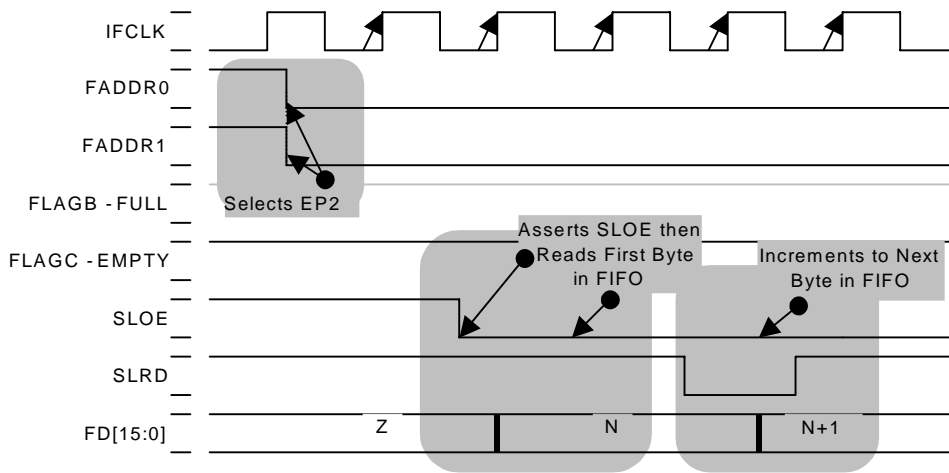 IFCLK
FADDR0
FADDR1
FLAGB - FULL
Selects EP2
FLAGC - EMPTY
Asserts SLOE then
Reads First Byte
in FIFO
Increments to Next
Byte in FIFO
SLOE
SLRD
FD[15:0]
Z
N
N+1